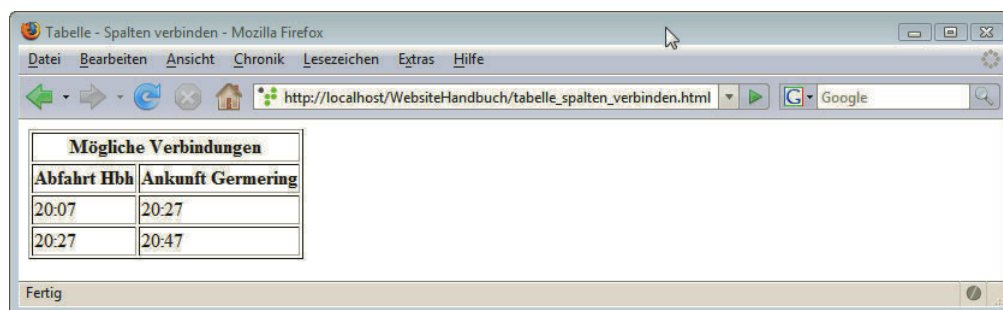 Tabelle - Spalten verbinden - Mozilla Firefox
Datei Bearbeiten Ansicht Chronik Lesezeichen Extras Hilfe
http://localhost/WebsiteHandbuch/tabelle_spalten_verbinden.html G Google
Mögliche Verbindungen
Abfahrt Hbh Ankunft Germering
20:07 20:27
20:27 20:47
Fertig